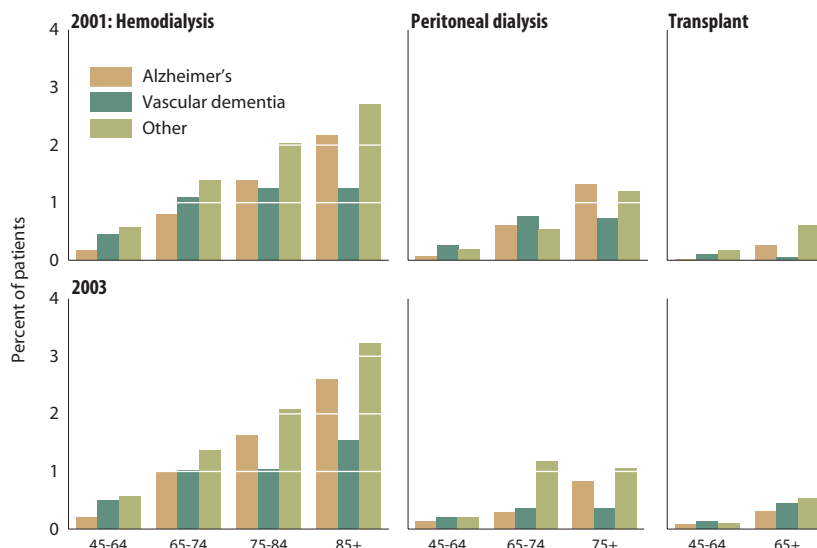 2001: Hemodialysis
Peritoneal dialysis
Transplant
4
3
2
1
0
Alzheimer's
Vascular dementia
Other
Percent of patients
2003
4
3
2
1
0
45-64 65-74 75-84 85+
45-64 65-74 75+
45-64 65+